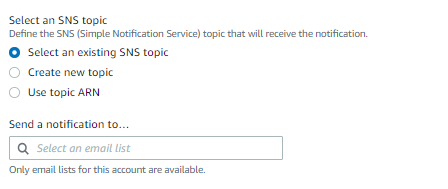 Select an SNS topic
Define the SNS (Simple Notification Service) topic that will receive the notification.
Select an existing SNS topic
Create new topic
Use topic ARN
Send a notification to…
Select an email list
Only email lists for this account are available.